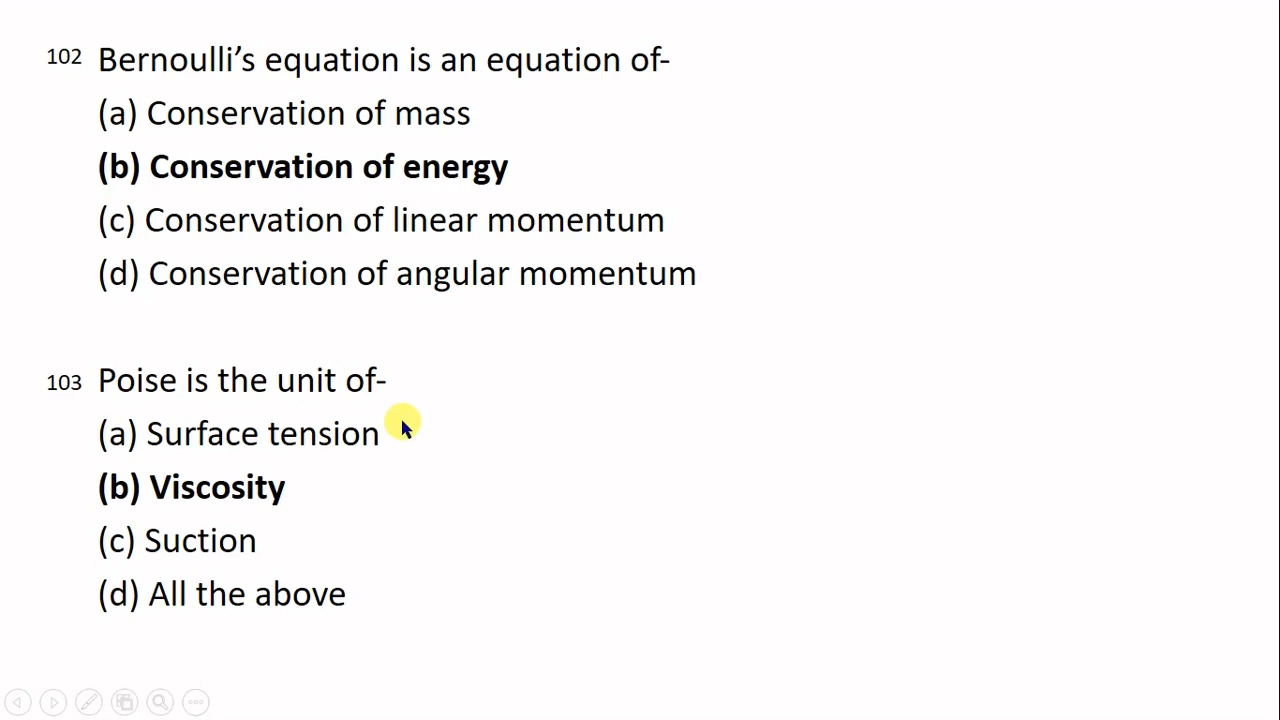 102 Bernoulli’s equation is an equation of-
(a) Conservation of mass
(b) Conservation of energy
(c) Conservation of linear momentum
(d) Conservation of angular momentum
103 Poise is the unit of-
(a) Surface tension
(b) Viscosity
(c) Suction
(d) All the above